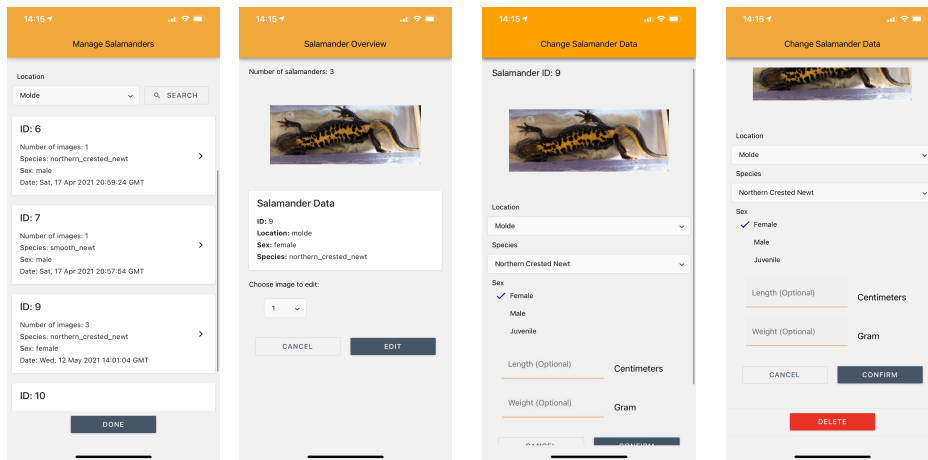 14:15
Manage Salamanders
Location
Molde
SEARCH
ID: 6
Number of images: 1
Species: northern_crested_newt
Sex: male
Date: Sat, 17 Apr 2021 20:59:24 GMT
ID: 7
Number of images: 1
Species: smooth_newt
Sex: male
Date: Sat, 17 Apr 2021 20:57:54 GMT
ID: 9
Number of images: 3
Species: northern_crested_newt
Sex: female
Date: Wed, 12 May 2021 14:01:04 GMT
ID: 10
DONE
14:15
Salamander Overview
Number of salamanders: 3
Salamander Data
ID: 9
Location: molde
Sex: female
Species: northern_crested_newt
Choose image to edit:
1
CANCEL
EDIT
14:15
Change Salamander Data
Salamander ID: 9
Location
Molde
Species
Northern Crested Newt
Sex
Female
Male
Juvenile
Length (Optional)
Centimeters
Weight (Optional)
Gram
CANCEL
CONFIRM
14:15
Change Salamander Data
Location
Molde
Species
Northern Crested Newt
Sex
Female
Male
Juvenile
Length (Optional)
Centimeters
Weight (Optional)
Gram
CANCEL
CONFIRM
DELETE